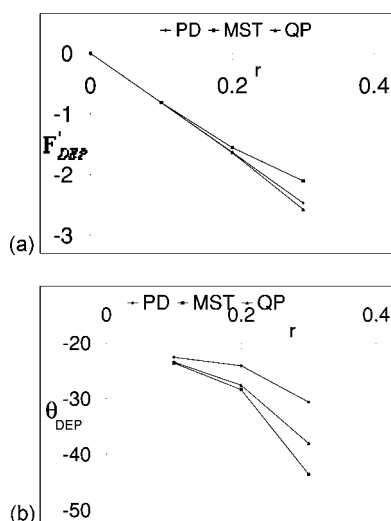 PD MST QP
0
0 0.2 0.4
r
-1
F'DEP
-2
-3
(a)
PD MST QP
0 0.2 0.4
r
-20
-30
θDEP
-40
-50
(b)